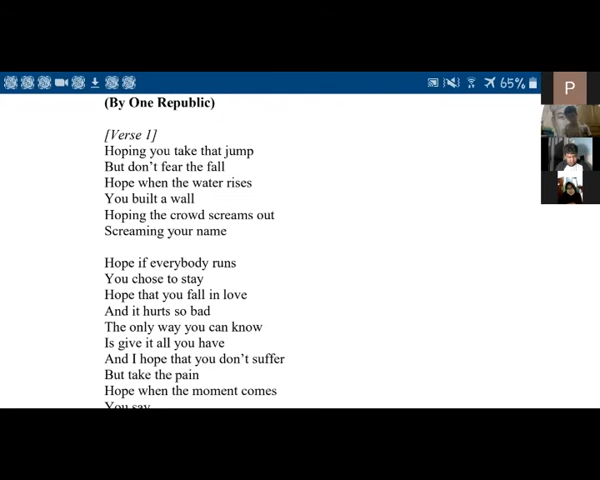 65%
P
(By One Republic)
[Verse 1]
Hoping you take that jump
But don't fear the fall
Hope when the water rises
You built a wall
Hoping the crowd screams out
Screaming your name
Hope if everybody runs
You chose to stay
Hope that you fall in love
And it hurts so bad
The only way you can know
Is give it all you have
And I hope that you don't suffer
But take the pain
Hope when the moment comes
You say